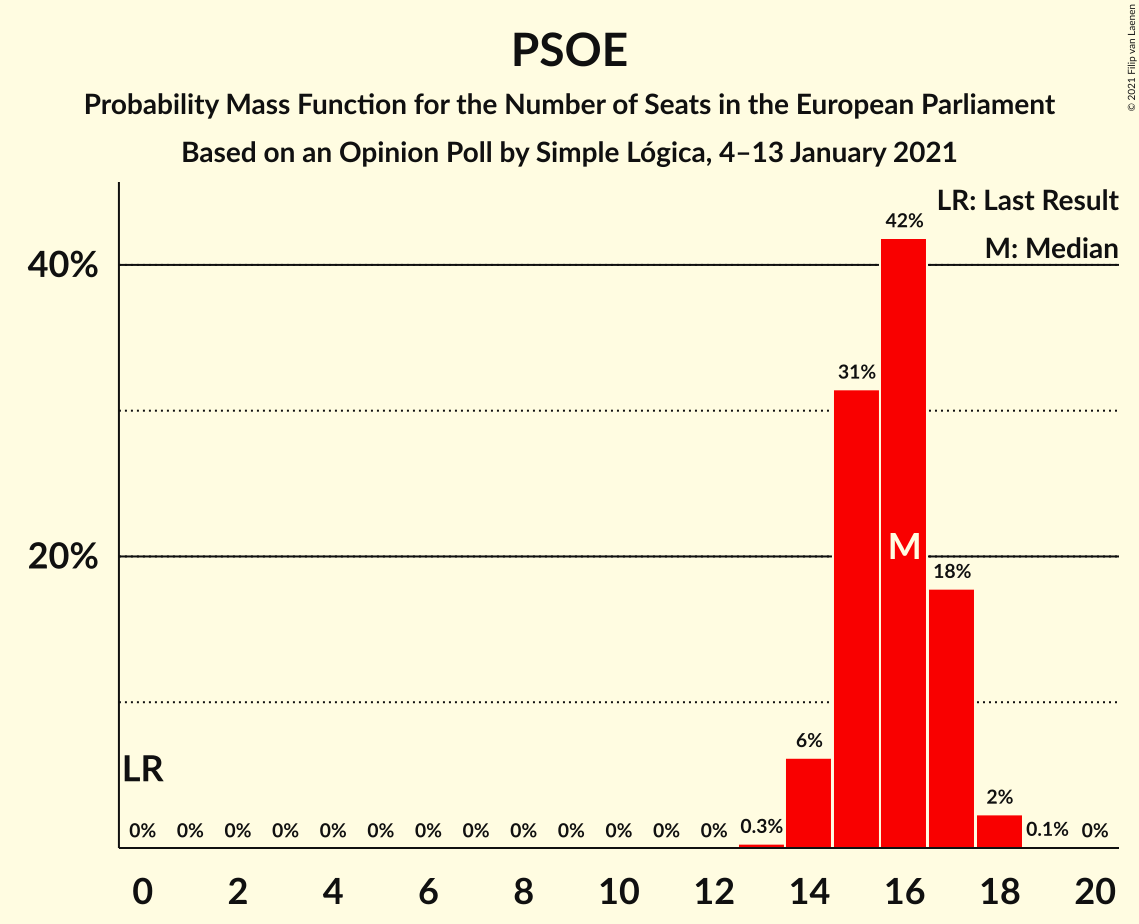 PSOE
Probability Mass Function for the Number of Seats in the European Parliament
Based on an Opinion Poll by Simple Lógica, 4–13 January 2021
© 2021 Filip van Laenen
LR: Last Result
M: Median
42%
40%
31%
M
20%
18%
6%
LR
2%
0% 0% 0% 0% 0% 0% 0% 0% 0% 0% 0% 0% 0% 0.3% 0.1% 0%
0 2 4 6 8 10 12 14 16 18 20